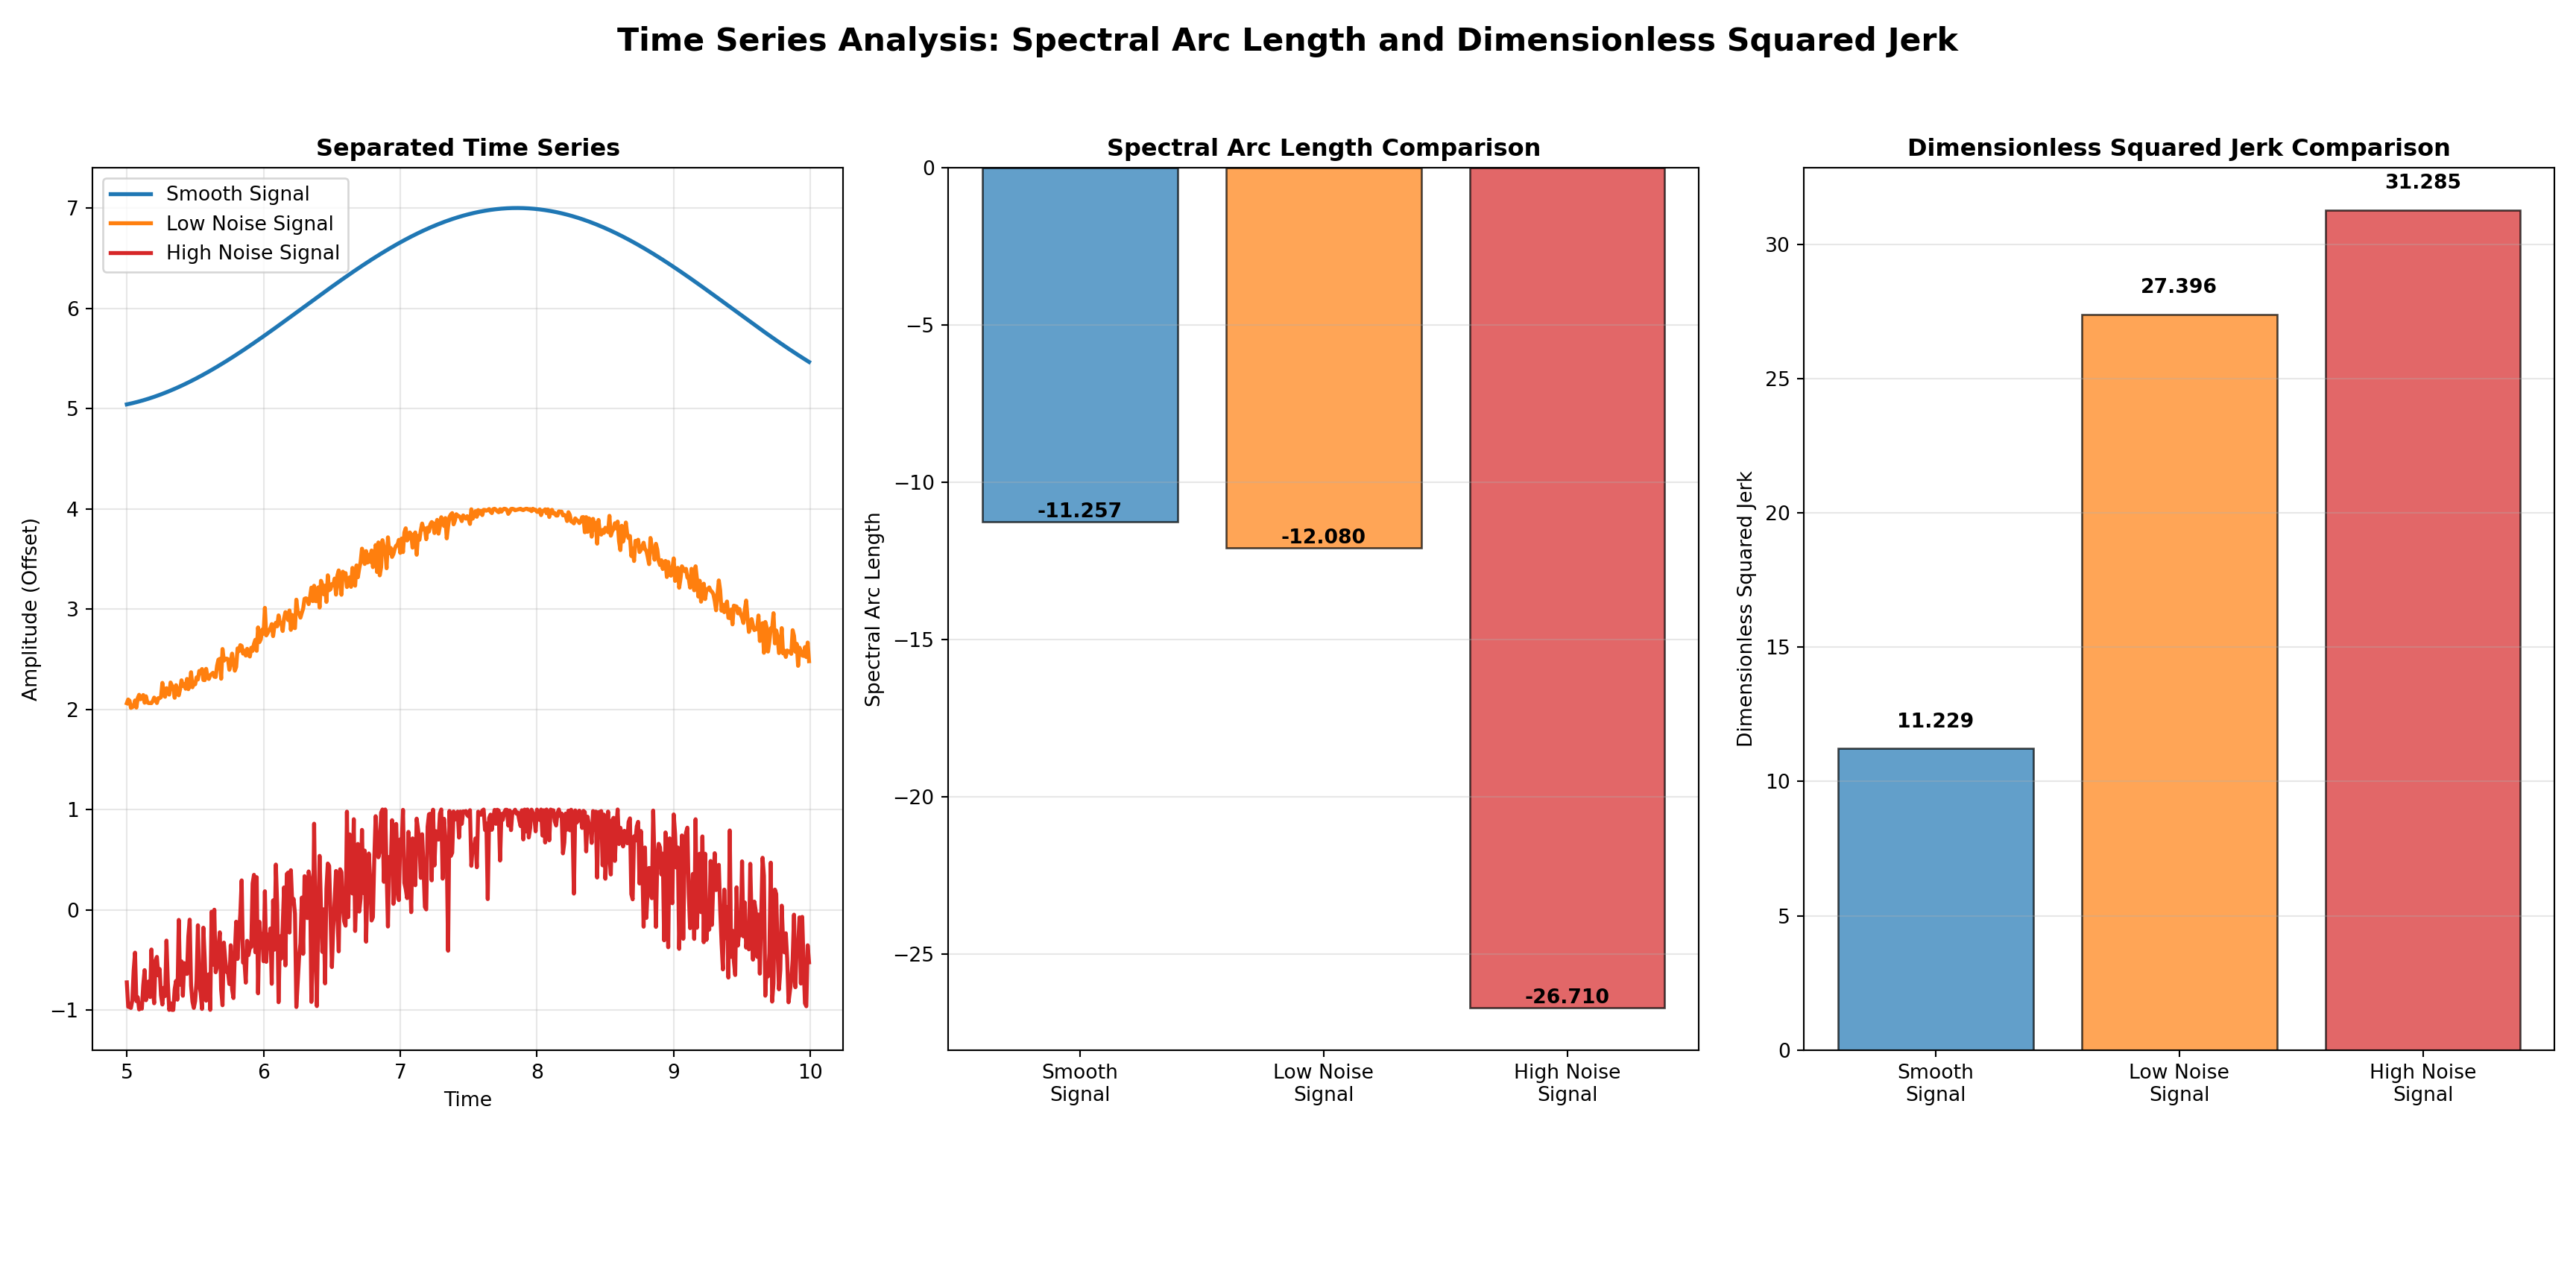 Time Series Analysis: Spectral Arc Length and Dimensionless Squared Jerk
Separated Time Series
Smooth Signal
Low Noise Signal
High Noise Signal
7
6
5
4
3
2
1
0
−1
Amplitude (Offset)
5 6 7 8 9 10
Time
Spectral Arc Length Comparison
0
−5
−10
−15
−20
−25
Spectral Arc Length
-11.257
-12.080
-26.710
Smooth Signal
Low Noise Signal
High Noise Signal
Dimensionless Squared Jerk Comparison
30
25
20
15
10
5
0
Dimensionless Squared Jerk
11.229
27.396
31.285
Smooth Signal
Low Noise Signal
High Noise Signal